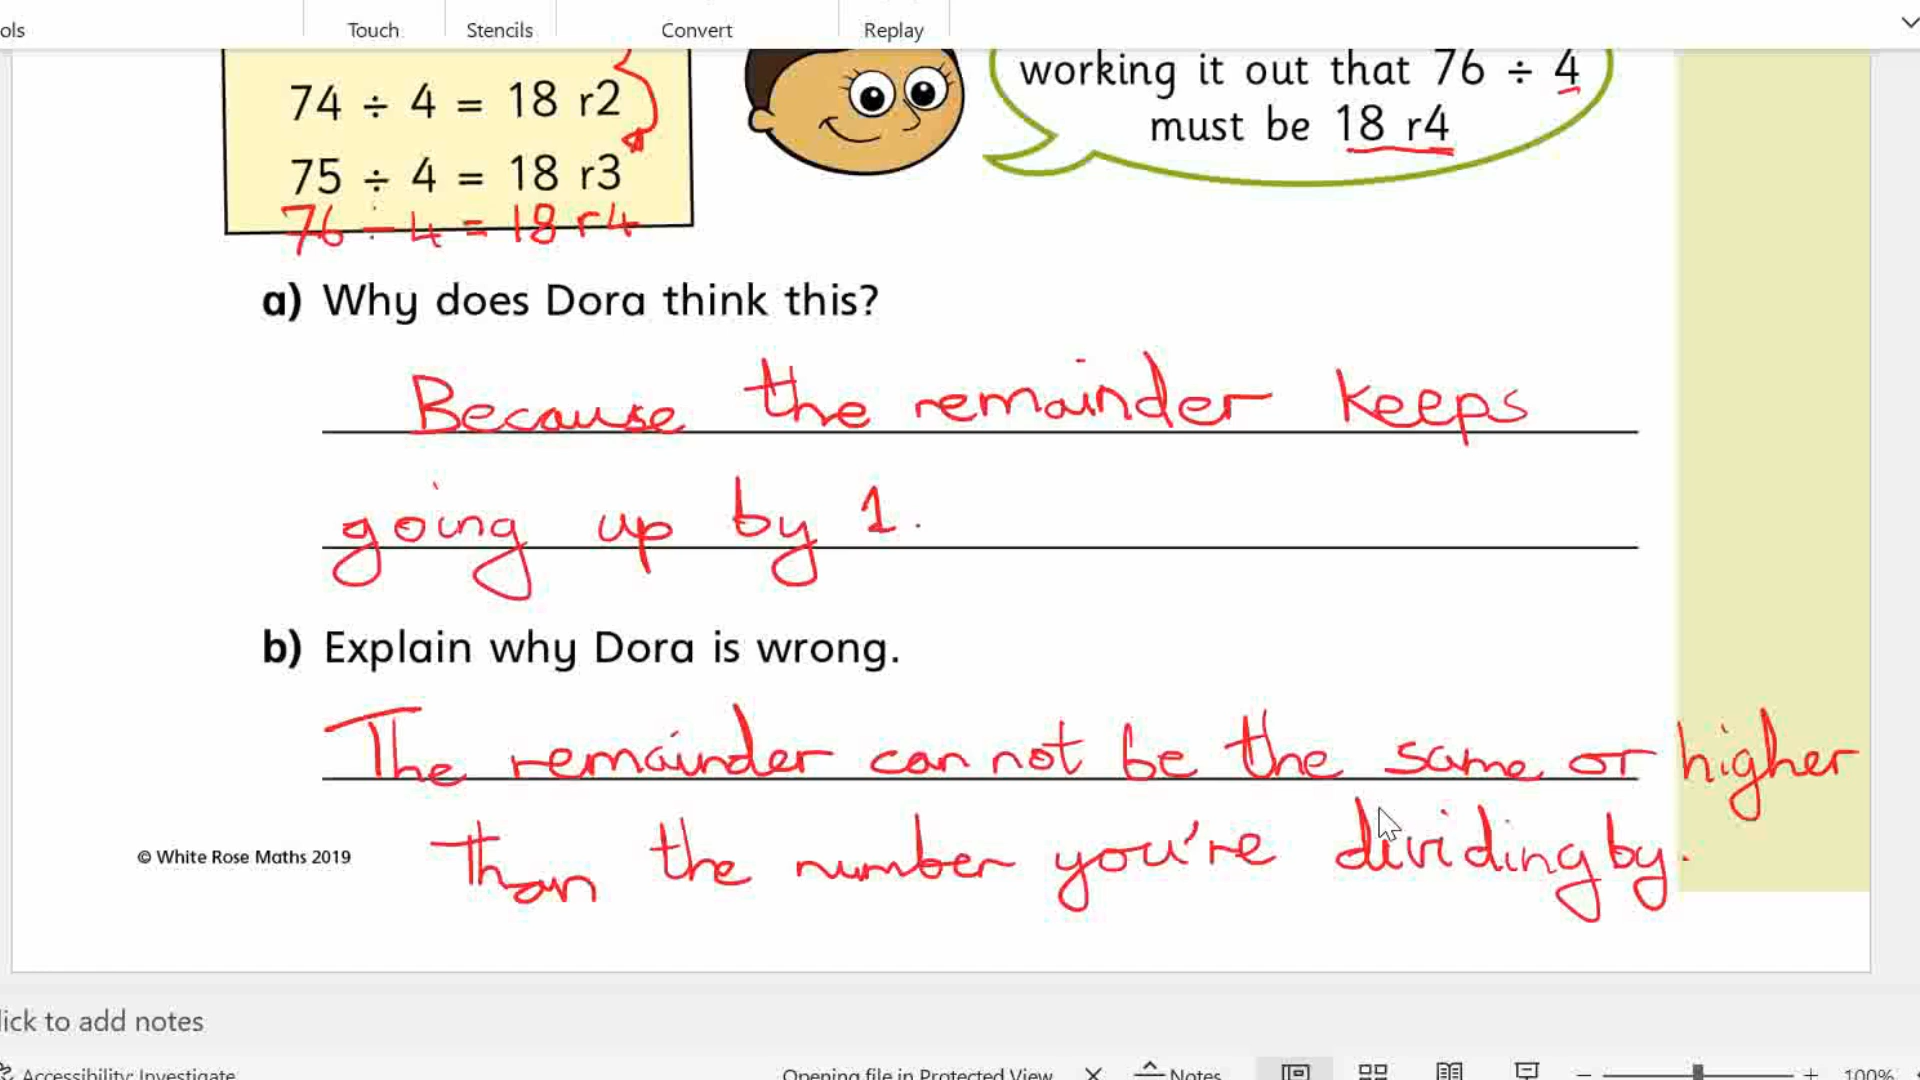 ols Touch Stencils Convert Replay
74 ÷ 4 = 18 r2
75 ÷ 4 = 18 r3
76 ÷ 4 = 18 r4
working it out that 76 ÷ 4
must be 18 r4
a) Why does Dora think this?
Because the remainder keeps
going up by 1.
b) Explain why Dora is wrong.
The remainder can not be the same or higher
than the number you're dividing by.
© White Rose Maths 2019
lick to add notes
Accessibility: Investigate Opening file in Protected View Notes 100%